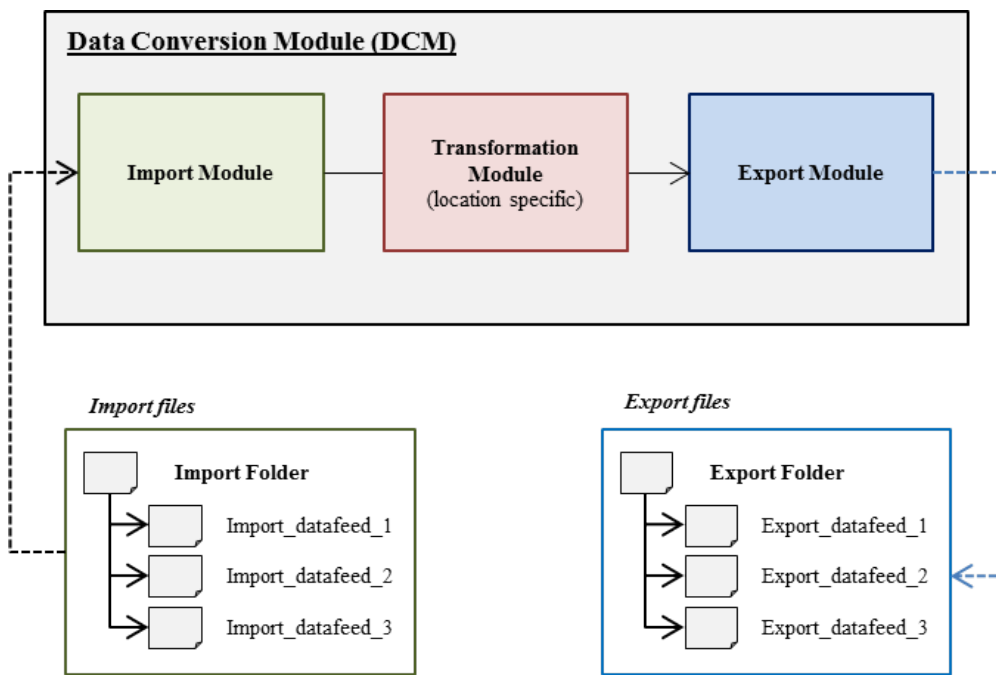 Data Conversion Module (DCM)
Import Module
Transformation
Module
(location specific)
Export Module
Import files
Export files
Import Folder
Import_datafeed_1
Import_datafeed_2
Import_datafeed_3
Export Folder
Export_datafeed_1
Export_datafeed_2
Export_datafeed_3